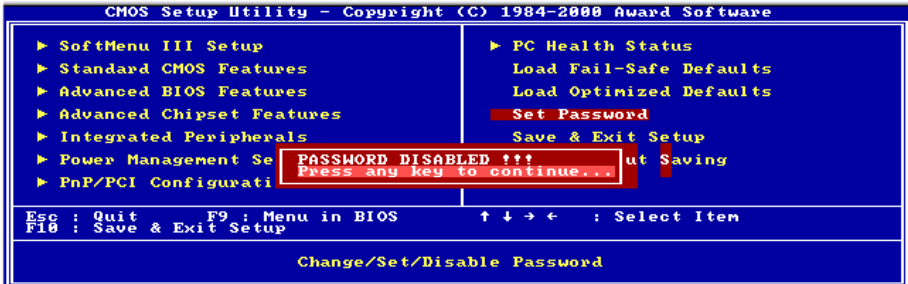 CMOS Setup Utility – Copyright (C) 1984-2000 Award Software
► SoftMenu III Setup
► Standard CMOS Features
► Advanced BIOS Features
► Advanced Chipset Features
► Integrated Peripherals
► Power Management Se
► PnP/PCI Configurati
► PC Health Status
Load Fail-Safe Defaults
Load Optimized Defaults
Set Password
Save & Exit Setup
ut Saving
PASSWORD DISABLED !!!
Press any key to continue...
Esc : Quit F9 : Menu in BIOS ↑ ↓ → ← : Select Item
F10 : Save & Exit Setup
Change/Set/Disable Password